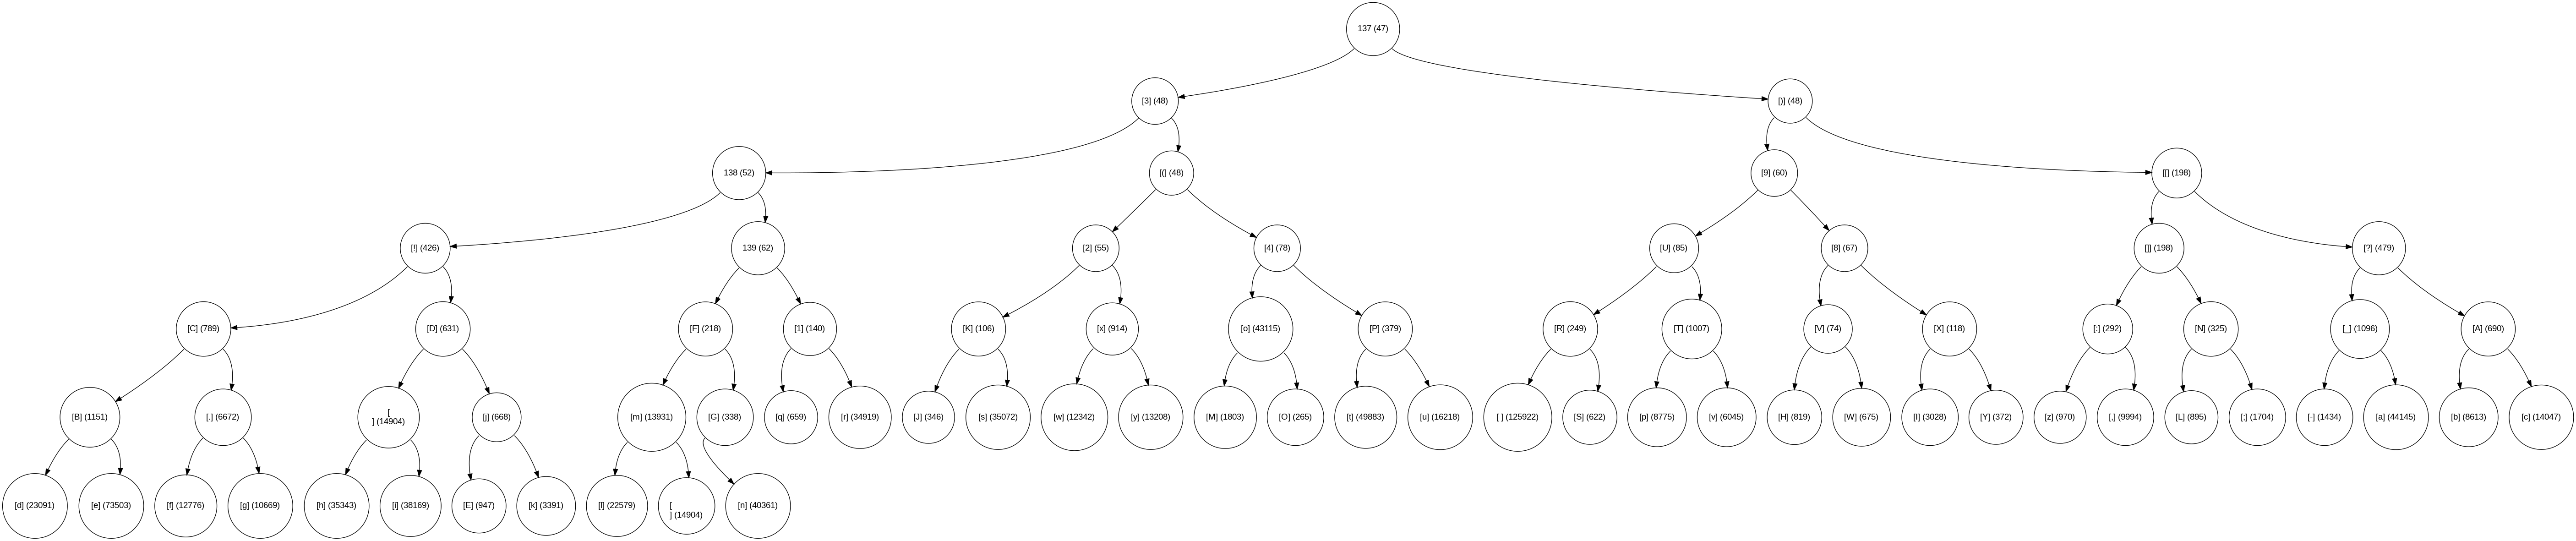 137 (47)
[3] (48)
[)] (48)
138 (52)
[(] (48)
[9] (60)
[[] (198)
[!] (426)
139 (62)
[2] (55)
[4] (78)
[U] (85)
[8] (67)
[]] (198)
[?] (479)
[C] (789)
[D] (631)
[F] (218)
[1] (140)
[K] (106)
[x] (914)
[o] (43115)
[P] (379)
[R] (249)
[T] (1007)
[V] (74)
[X] (118)
[:] (292)
[N] (325)
[_] (1096)
[A] (690)
[B] (1151)
[.] (6672)
[
] (14904)
[j] (668)
[m] (13931)
[G] (338)
[q] (659)
[r] (34919)
[J] (346)
[s] (35072)
[w] (12342)
[y] (13208)
[M] (1803)
[O] (265)
[t] (49883)
[u] (16218)
[ ] (125922)
[S] (622)
[p] (8775)
[v] (6045)
[H] (819)
[W] (675)
[I] (3028)
[Y] (372)
[z] (970)
[,] (9994)
[L] (895)
[;] (1704)
[-] (1434)
[a] (44145)
[b] (8613)
[c] (14047)
[d] (23091)
[e] (73503)
[f] (12776)
[g] (10669)
[h] (35343)
[i] (38169)
[E] (947)
[k] (3391)
[l] (22579)
[
] (14904)
[n] (40361)